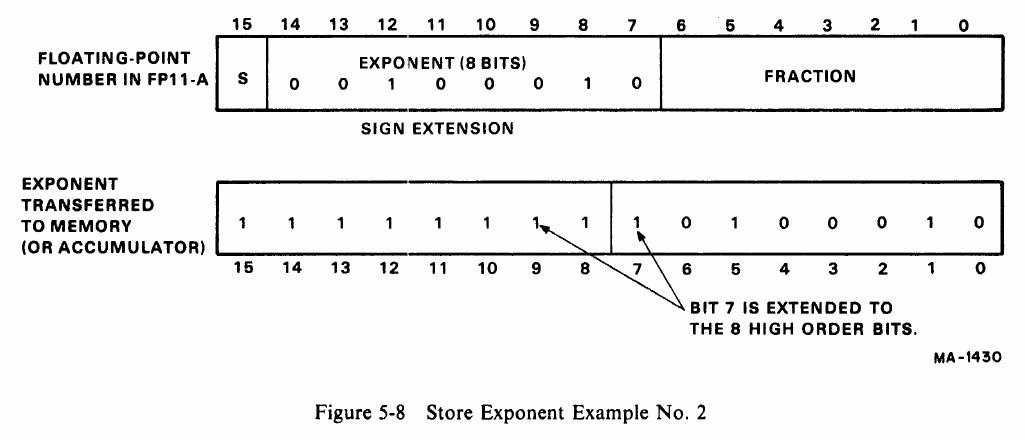 15 14 13 12 11 10 9 8 7 6 5 4 3 2 1 0
FLOATING-POINT
NUMBER IN FP11-A
S
EXPONENT (8 BITS)
0 0 1 0 0 0 1 0
FRACTION
SIGN EXTENSION
EXPONENT
TRANSFERRED
TO MEMORY
(OR ACCUMULATOR)
1 1 1 1 1 1 1 1 1 0 1 0 0 0 1 0
15 14 13 12 11 10 9 8 7 6 5 4 3 2 1 0
BIT 7 IS EXTENDED TO
THE 8 HIGH ORDER BITS.
MA-1430
Figure 5-8 Store Exponent Example No. 2